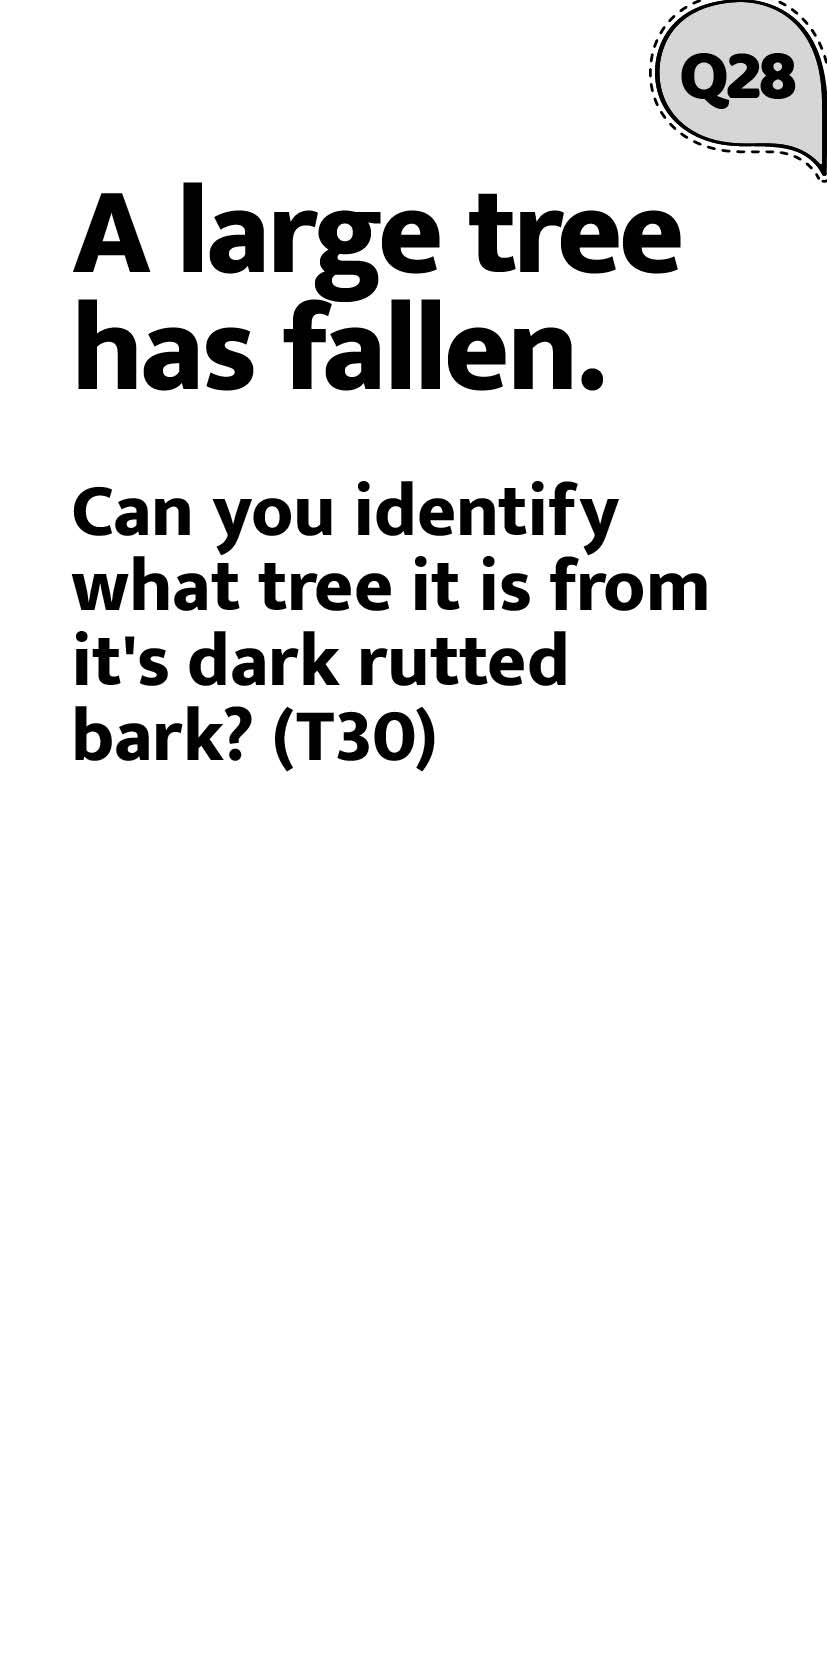 Q28
A large tree
has fallen.
Can you identify
what tree it is from
it's dark rutted
bark? (T30)